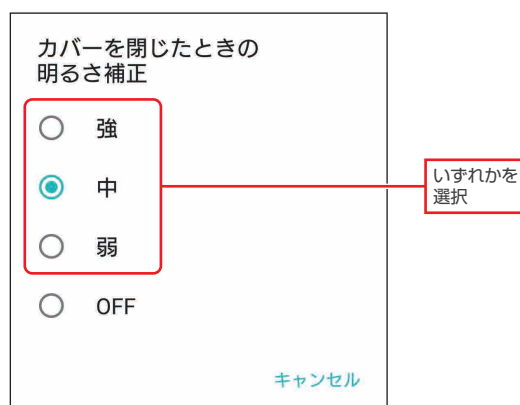 カバーを閉じたときの
明るさ補正
強
中
弱
OFF
キャンセル
いずれかを
選択